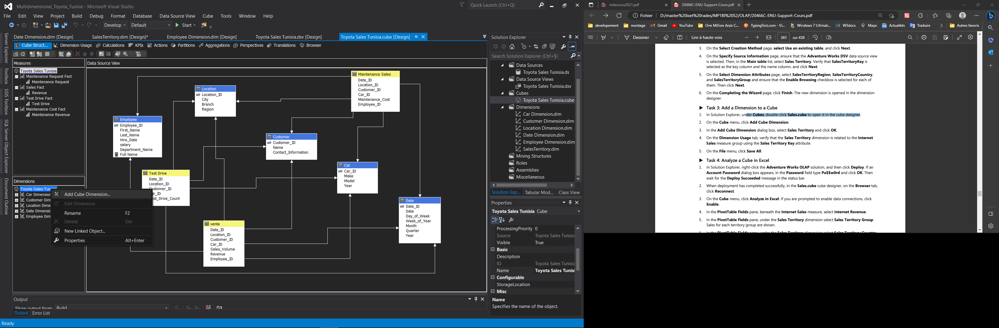 Multidimensional_Toyota_Tunisie - Microsoft Visual Studio
Quick Launch (Ctrl+Q)
File Edit View Project Build Debug Format Database Data Source View Cube Tools Window Help
Develop Default Start
Date Dimension.dim [Design] SalesTerritory.dim [Design]* Employee Dimension.dim [Design] Toyota Sales Tunisia.dsv [Design] Toyota Sales Tunisia.cube [Design]
Cube Struct... Dimension Usage Calculations KPIs Actions Partitions Aggregations Perspectives Translations Browser
Server Explorer
Toolbox
SSIS Toolbox
SQL Server Object Explorer
Document Outline
Measures
Toyota Sales Tunisia
Maintenance Request Fact
Maintenance Request
Sales Fact
Revenue
Test Drive Fact
Test Drive
Maintenance Cost Fact
Maintenance Revenue
Dimensions
Toyota Sales Tun
Car Dimension
Customer Dim
Location Dime
Date Dimensic
Employee Dim
Add Cube Dimension...
Edit Dimension
Rename F2
Delete Del
New Linked Object...
Properties Alt+Enter
Data Source View
Maintenance Sales
Date_ID
Location_ID
Customer_ID
Car_ID
Maintenance_Cost
Employee_ID
Location
Location_ID
City
Branch
Region
Employee
Employee_ID
First_Name
Last_Name
Hire_Date
salary
Department_Name
Full Name
Customer
Customer_ID
Name
Contact_Information
Car
Car_ID
Make
Model
Year
Test Drive
Date_ID
Location_ID
Customer_ID
ar_ID
est_Drive_Count
Date
Date_ID
Date
Day_of_Week
Week_of_Year
Month
Quarter
Year
vente
Date_ID
Location_ID
Customer_ID
Car_ID
Sales_Volume
Revenue
Employee_ID
Output
Show output from: Build
Output Error List
Ready
Solution Explorer
Search Solution Explorer (Ctrl+$)
Data Sources
Toyota Sales Tunisia.ds
Data Source Views
Toyota Sales Tunisia.dsv
Cubes
Toyota Sales Tunisia.cube
Dimensions
Car Dimension.dim
Customer Dimension.dim
Location Dimension.dim
Date Dimension.dim
Employee Dimension.dim
SalesTerritory.dim
Mining Structures
Roles
Assemblies
Miscellaneous
Solution Exp... Tabular Mod... Class View
Properties
Toyota Sales Tunisia Cube
ProcessingPriority 0
Source Toyota Sales Tunisia
Visible True
Basic
Description
ID Toyota Sales Tunisia
Name Toyota Sales Tunisi
Configurable
StorageLocation
Misc
Name
Specifies the name of the object.
mdxcours2021.pdf 20466C-ENU-Support-Cours.pdf
Fichier D:/master%20iset%20rades/MP1BI%20S2/OLAP/20466C-ENU-Support-Cours.pdf
developement montage Gmail YouTube One Million Arab C... TypingTest.com - Vi... Windows 7 Ultimat... W3docs Maps Actualités Traduire Autres favoris
Dessiner Lire à haute voix 365 sur 438
3. On the Select Creation Method page, select Use an existing table, and click Next.
4. On the Specify Source Information page, ensure that the Adventure Works DSV data source view
is selected. Then, in the Main table list, select Sales Territory. Verify that SalesTerritoryKey is
selected as the key column and the name column, and click Next.
5. On the Select Dimension Attributes page, select SalesTerritoryRegion, SalesTerritoryCountry,
and SalesTerritoryGroup and ensure that the Enable Browsing checkbox is selected for each of
them. Then click Next.
6. On the Completing the Wizard page, click Finish. The new dimension is opened in the dimension
designer.
Task 3: Add a Dimension to a Cube
1. In Solution Explorer, under Cubes, double-click Sales.cube to open it in the cube designer.
2. On the Cube menu, click Add Cube Dimension.
3. In the Add Cube Dimension dialog box, select Sales Territory and click OK.
4. On the Dimension Usage tab, verify that the Sales Territory dimension is related to the Internet
Sales measure group using the Sales Territory Key attribute.
5. On the File menu, click Save All.
Task 4: Analyze a Cube in Excel
1. In Solution Explorer, right-click the Adventure Works OLAP solution, and then click Deploy. If an
Account Password dialog box appears, in the Password field type Pa$$w0rd and click OK. Then
wait for the Deploy Succeeded message in the status bar.
2. When deployment has completed successfully, in the Sales.cube cube designer, on the Browser tab,
click Reconnect.
3. On the Cube menu, click Analyze in Excel. If you are prompted to enable data connections, click
Enable.
4. In the PivotTable Fields pane, beneath the Internet Sales measure, select Internet Revenue.
5. In the PivotTable Fields pane, under the Sales Territory dimension select Sales Territory Group.
Sales for each territory group are shown.
6. In the PivotTable Fields pane, under the Sales Territory dimension select Sales Territory Country